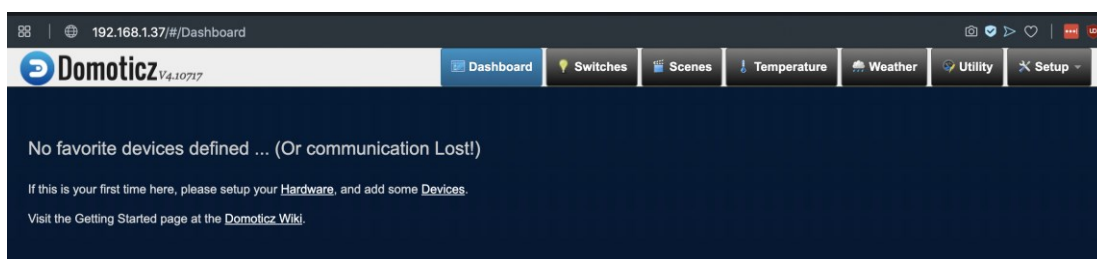 192.168.1.37/#/Dashboard
Domoticz V4.10717 Dashboard Switches Scenes Temperature Weather Utility Setup
No favorite devices defined ... (Or communication Lost!)
If this is your first time here, please setup your Hardware, and add some Devices.
Visit the Getting Started page at the Domoticz Wiki.